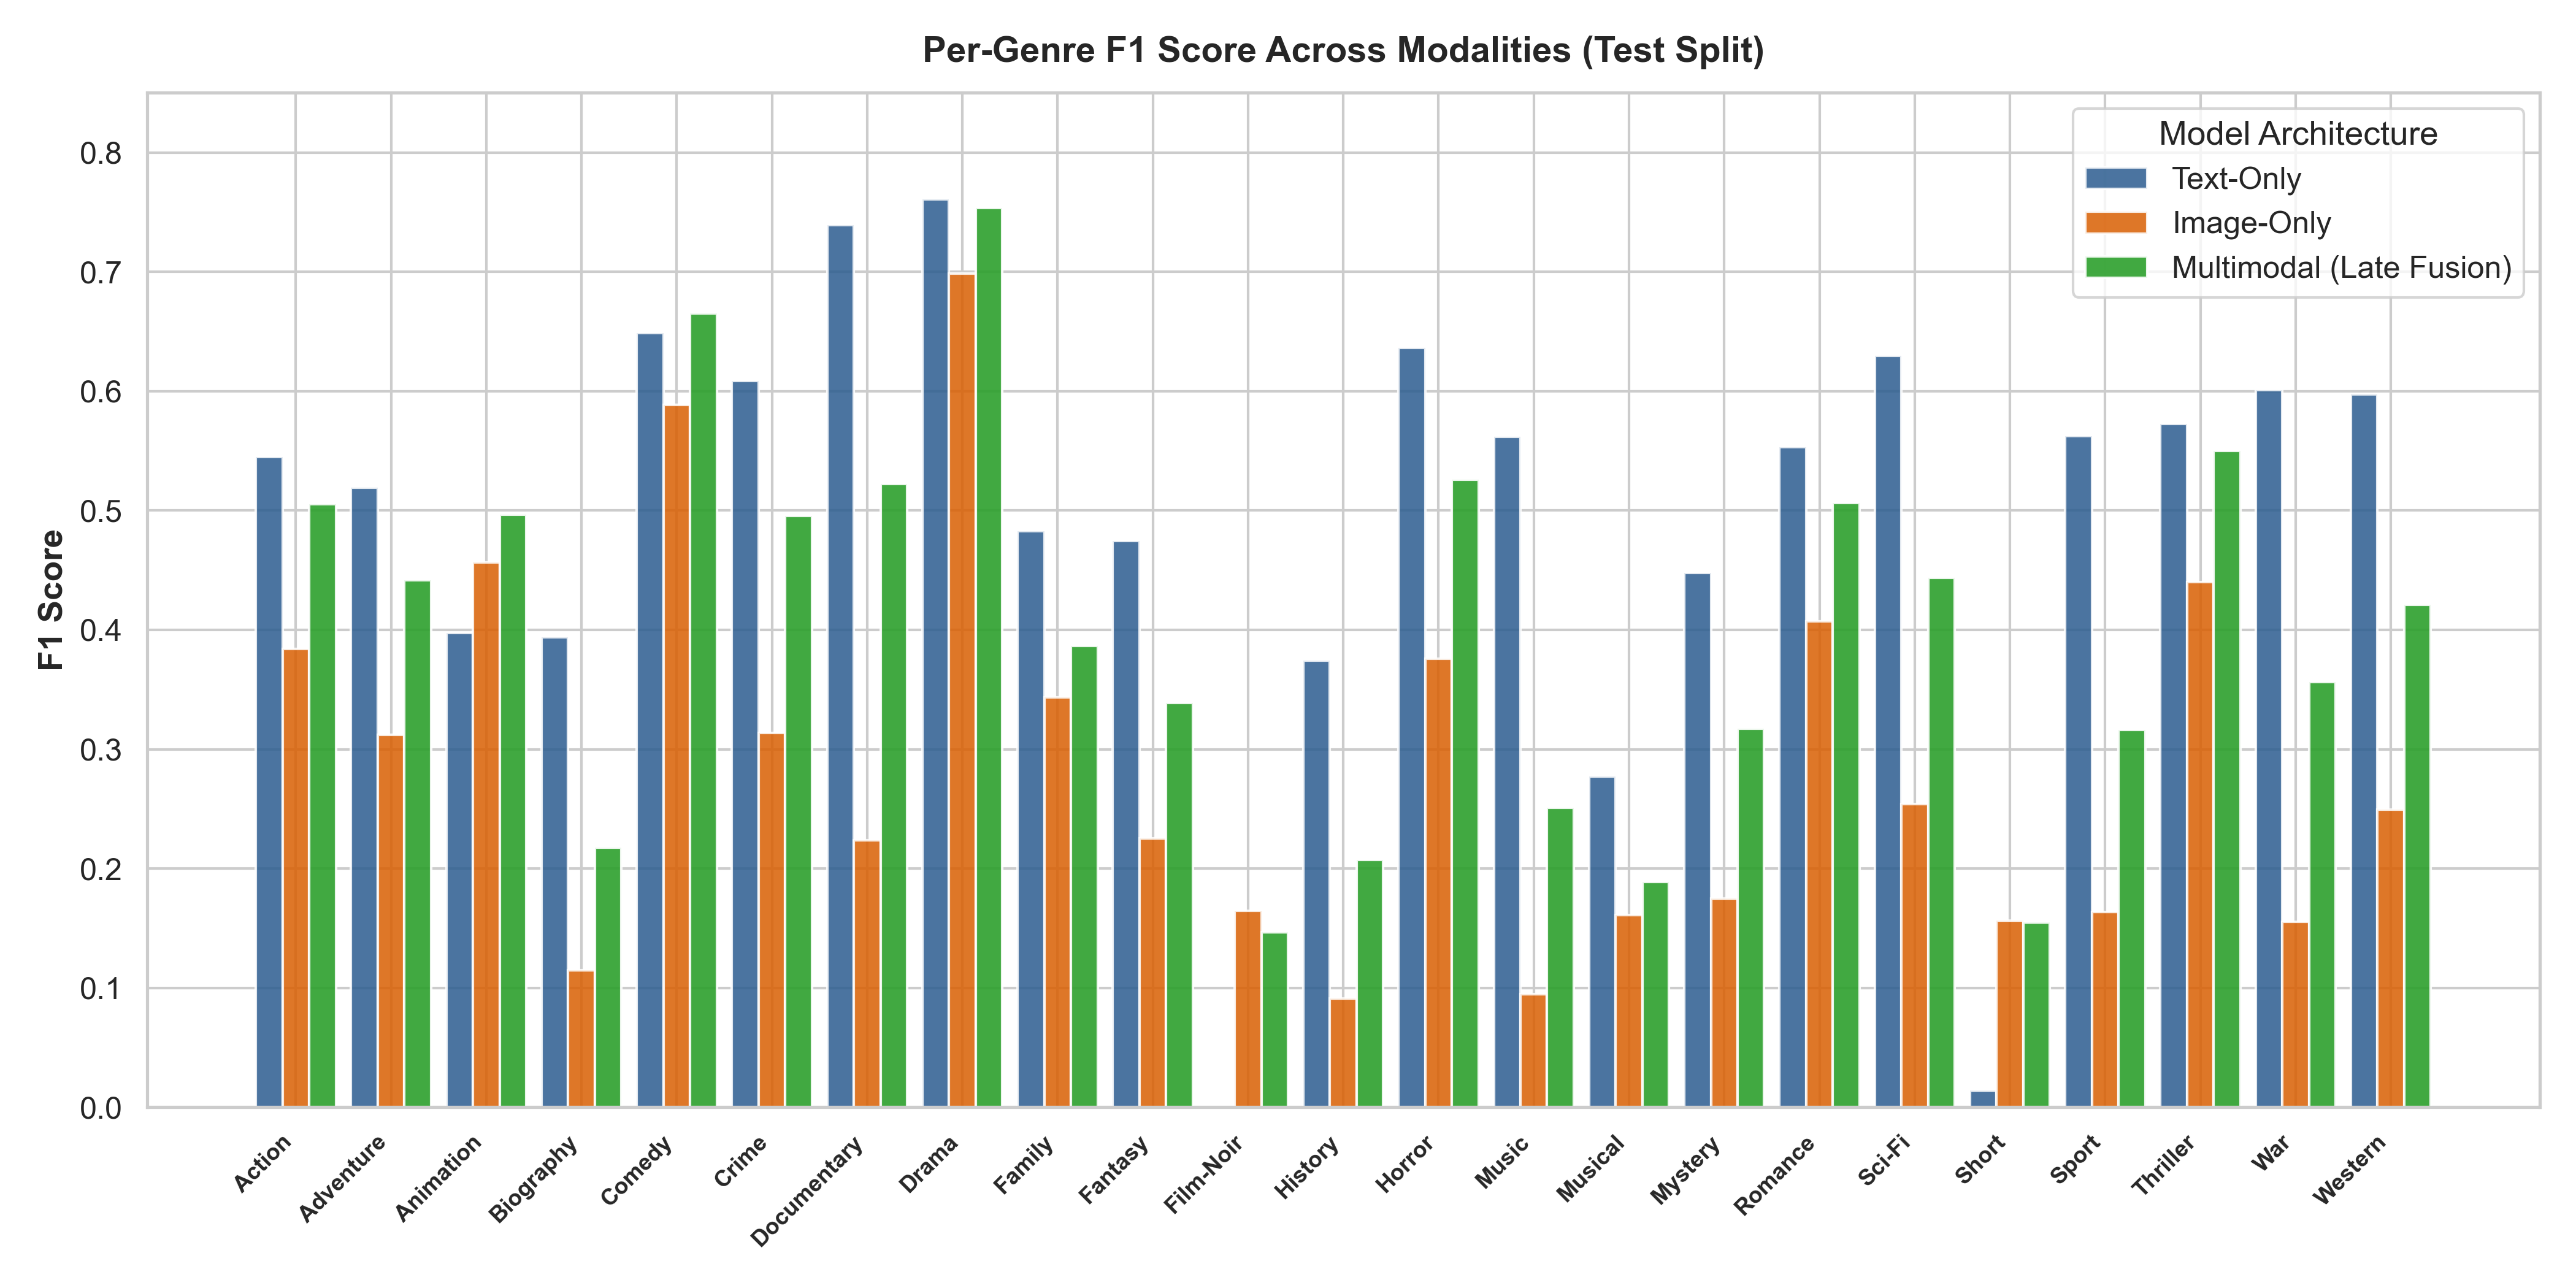 Per-Genre F1 Score Across Modalities (Test Split)
Model Architecture
Text-Only
Image-Only
Multimodal (Late Fusion)
F1 Score
0.8
0.7
0.6
0.5
0.4
0.3
0.2
0.1
0.0
Action
Adventure
Animation
Biography
Comedy
Crime
Documentary
Drama
Family
Fantasy
Film-Noir
History
Horror
Music
Musical
Mystery
Romance
Sci-Fi
Short
Sport
Thriller
War
Western